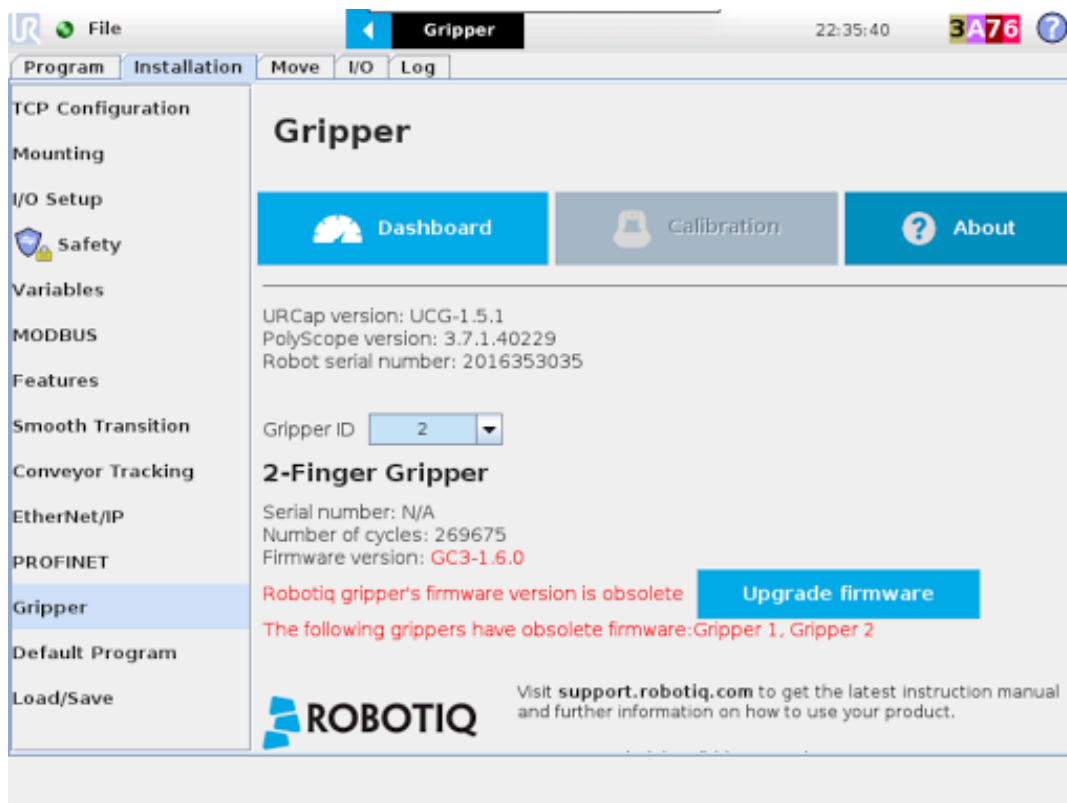 File
Gripper
22:35:40
3A76
?
Program
Installation
Move
I/O
Log
TCP Configuration
Mounting
I/O Setup
Safety
Variables
MODBUS
Features
Smooth Transition
Conveyor Tracking
EtherNet/IP
PROFINET
Gripper
Default Program
Load/Save
Gripper
Dashboard
Calibration
? About
URCap version: UCG-1.5.1
PolyScope version: 3.7.1.40229
Robot serial number: 2016353035
Gripper ID 2
2-Finger Gripper
Serial number: N/A
Number of cycles: 269675
Firmware version: GC3-1.6.0
Robotiq gripper's firmware version is obsolete
Upgrade firmware
The following grippers have obsolete firmware:Gripper 1, Gripper 2
ROBOTIQ
Visit support.robotiq.com to get the latest instruction manual
and further information on how to use your product.